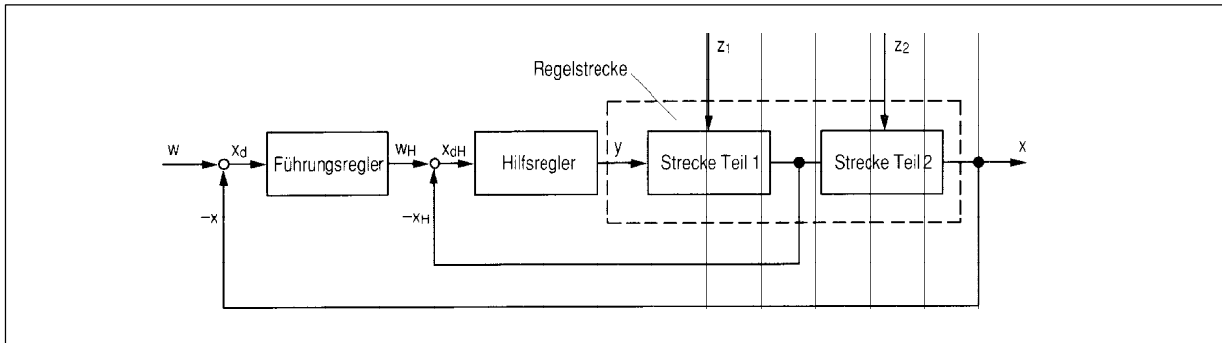 z1
z2
Regelstrecke
w
xd
Führungsregler
wH
xdH
Hilfsregler
y
Strecke Teil 1
Strecke Teil 2
x
–x
–xH